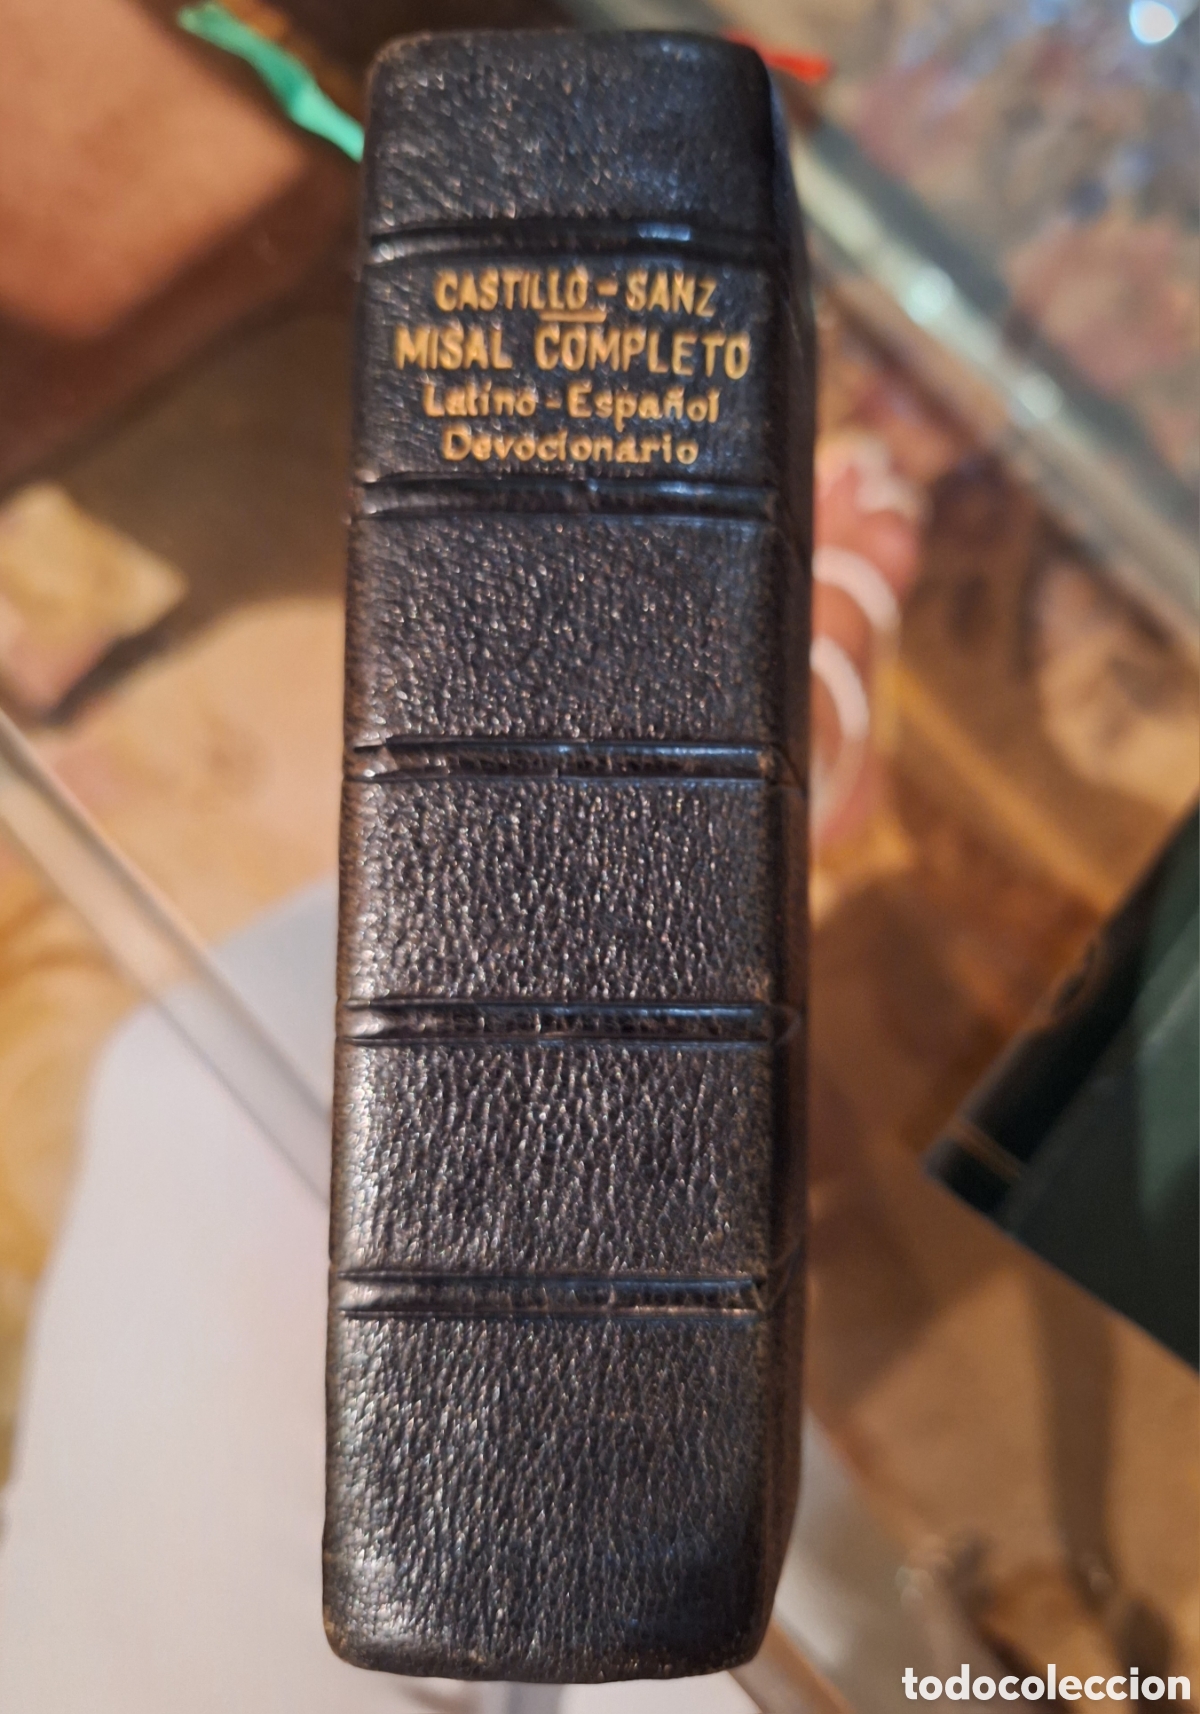 CASTILLO-SANZ
MISAL COMPLETO
Latino-Español
Devocionario
todocoleccion